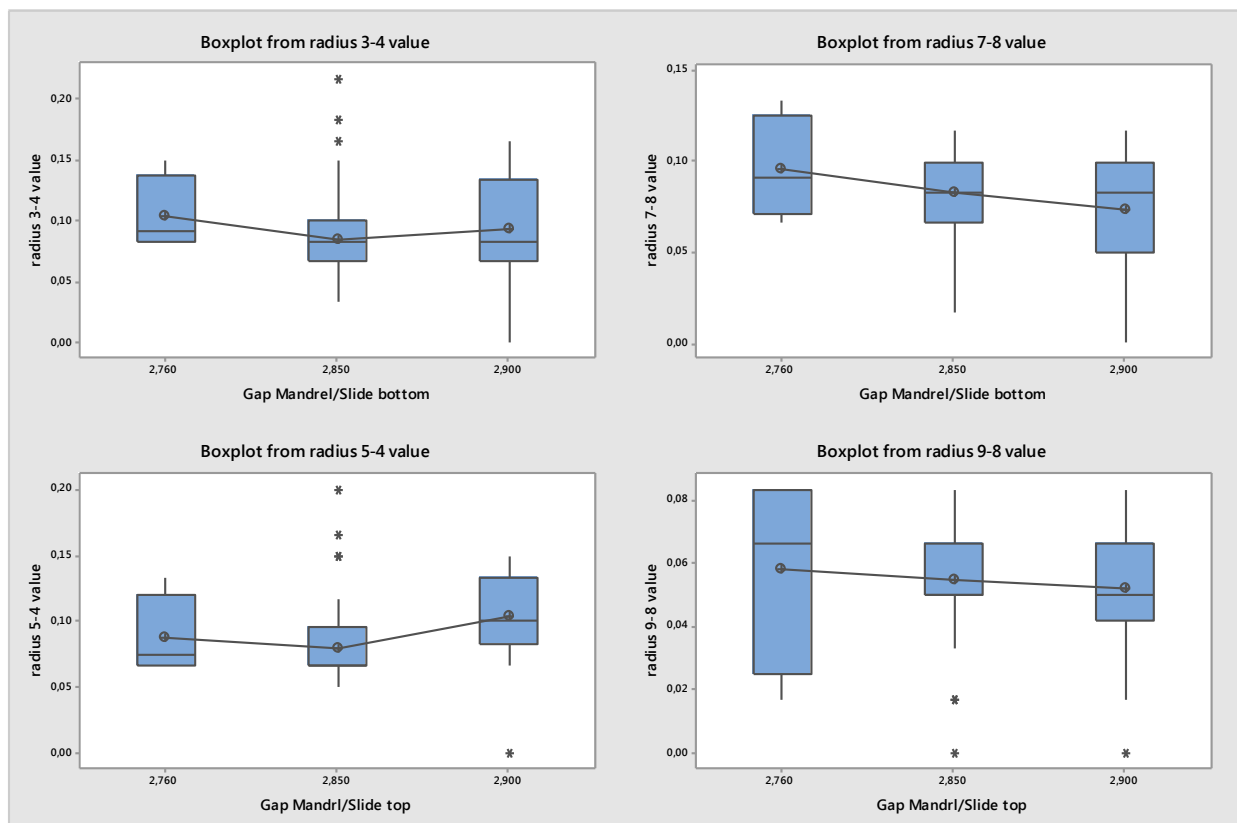 Boxplot from radius 3-4 value
0,20
0,15
0,10
0,05
0,00
radius 3-4 value
2,760 2,850 2,900
Gap Mandrel/Slide bottom
Boxplot from radius 7-8 value
0,15
0,10
0,05
0,00
radius 7-8 value
2,760 2,850 2,900
Gap Mandrel/Slide bottom
Boxplot from radius 5-4 value
0,20
0,15
0,10
0,05
0,00
radius 5-4 value
2,760 2,850 2,900
Gap Mandrl/Slide top
Boxplot from radius 9-8 value
0,08
0,06
0,04
0,02
0,00
radius 9-8 value
2,760 2,850 2,900
Gap Mandrl/Slide top